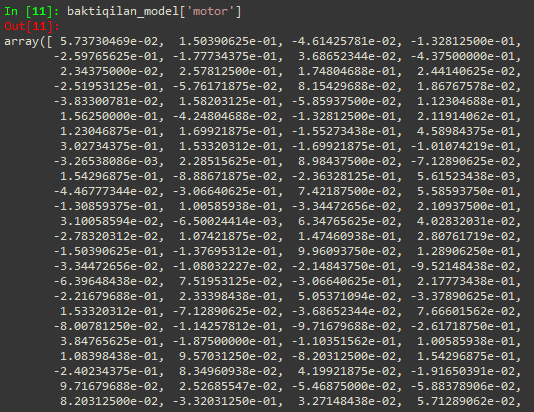 In [11]: baktiqilan_model['motor']
Out[11]:
array([ 5.73730469e-02, 1.50390625e-01, -4.61425781e-02, -1.32812500e-01,
-2.59765625e-01, -1.77734375e-01, 3.68652344e-02, -4.37500000e-01,
2.34375000e-02, 2.57812500e-01, 1.74804688e-01, 2.44140625e-02,
-2.51953125e-01, -5.76171875e-02, 8.15429688e-02, 1.86767578e-02,
-3.83300781e-02, 1.58203125e-01, -5.85937500e-02, 1.12304688e-01,
1.56250000e-01, -4.24804688e-02, -1.32812500e-01, 2.11914062e-01,
1.23046875e-01, 1.69921875e-01, -1.55273438e-01, 4.58984375e-01,
3.02734375e-01, 1.53320312e-01, -1.69921875e-01, -1.01074219e-01,
-3.26538086e-03, 2.28515625e-01, 8.98437500e-02, -7.12890625e-02,
1.54296875e-01, -8.88671875e-02, -2.36328125e-01, 5.61523438e-03,
-4.46777344e-02, -3.06640625e-01, 7.42187500e-02, 5.58593750e-01,
-1.30859375e-01, 1.00585938e-01, -3.34472656e-02, 2.10937500e-01,
3.10058594e-02, -6.50024414e-03, 6.34765625e-02, 4.02832031e-02,
-2.78320312e-02, 1.07421875e-02, 1.47460938e-01, 2.80761719e-02,
-1.50390625e-01, -1.37695312e-01, 9.96093750e-02, 1.28906250e-01,
-3.34472656e-02, -1.08032227e-02, -2.14843750e-01, -9.52148438e-02,
-6.39648438e-02, 7.51953125e-02, -3.06640625e-01, 2.17773438e-01,
-2.21679688e-01, 2.33398438e-01, 5.05371094e-02, -3.37890625e-01,
1.53320312e-01, -7.12890625e-02, -3.68652344e-02, 7.66601562e-02,
-8.00781250e-02, -1.14257812e-01, -9.71679688e-02, -2.61718750e-01,
3.84765625e-01, -1.87500000e-01, -1.10351562e-01, 1.00585938e-01,
1.08398438e-01, 9.57031250e-02, -8.20312500e-02, 1.54296875e-01,
-2.40234375e-01, 8.34960938e-02, 4.19921875e-02, -1.91650391e-02,
9.71679688e-02, 2.52685547e-02, -5.46875000e-02, -5.88378906e-02,
8.20312500e-02, -3.32031250e-01, 3.27148438e-02, 5.71289062e-02,